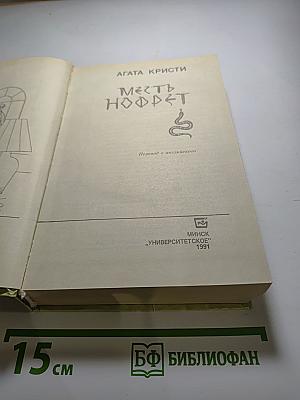 АГАТА КРИСТИ
МЕСТЬ
НОФРЕТ
Перевод с английского
МИНСК
„УНИВЕРСИТЕТСКОЕ"
1991
15 см
БФ БИБЛИОФАН